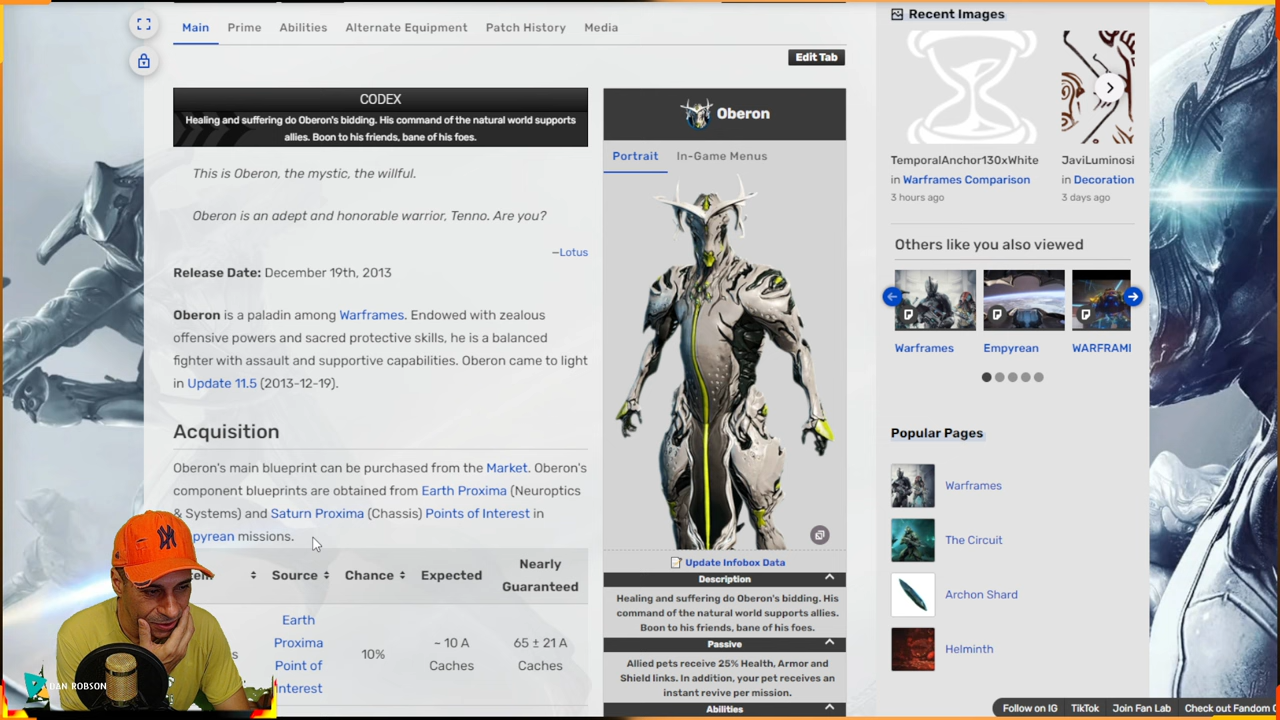 Main
Prime
Abilities
Alternate Equipment
Patch History
Media
Edit Tab
CODEX
Healing and suffering do Oberon's bidding. His command of the natural world supports
allies. Boon to his friends, bane of his foes.
This is Oberon, the mystic, the willful.
Oberon is an adept and honorable warrior, Tenno. Are you?
—Lotus
Release Date: December 19th, 2013
Oberon is a paladin among Warframes. Endowed with zealous
offensive powers and sacred protective skills, he is a balanced
fighter with assault and supportive capabilities. Oberon came to light
in Update 11.5 (2013-12-19).
Acquisition
Oberon's main blueprint can be purchased from the Market. Oberon's
component blueprints are obtained from Earth Proxima (Neuroptics
& Systems) and Saturn Proxima (Chassis) Points of Interest in
pyrean missions.
Source
Chance
Expected
Nearly
Guaranteed
Earth
Proxima
Point of
Interest
10%
~ 10 A
Caches
65 ± 21 A
Caches
Oberon
Portrait
In-Game Menus
Update Infobox Data
Description
Healing and suffering do Oberon's bidding. His
command of the natural world supports allies.
Boon to his friends, bane of his foes.
Passive
Allied pets receive 25% Health, Armor and
Shield links. In addition, your pet receives an
instant revive per mission.
Abilities
Recent Images
TemporalAnchor130xWhite
in Warframes Comparison
3 hours ago
JaviLuminosi
in Decoration
3 days ago
Others like you also viewed
Warframes
Empyrean
WARFRAM
Popular Pages
Warframes
The Circuit
Archon Shard
Helminth
Follow on IG
TikTok
Join Fan Lab
Check out Fandom
UAN ROBSON